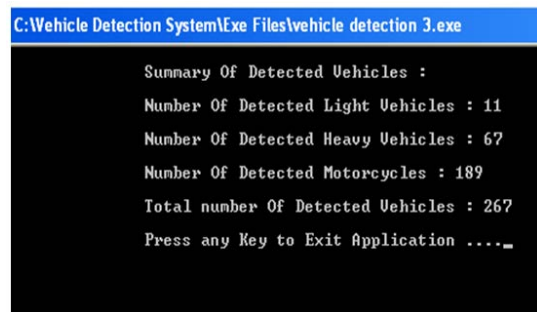 C:\Vehicle Detection System\Exe Files\vehicle detection 3.exe
Summary Of Detected Vehicles :
Number Of Detected Light Vehicles : 11
Number Of Detected Heavy Vehicles : 67
Number Of Detected Motorcycles : 189
Total number Of Detected Vehicles : 267
Press any Key to Exit Application ...._